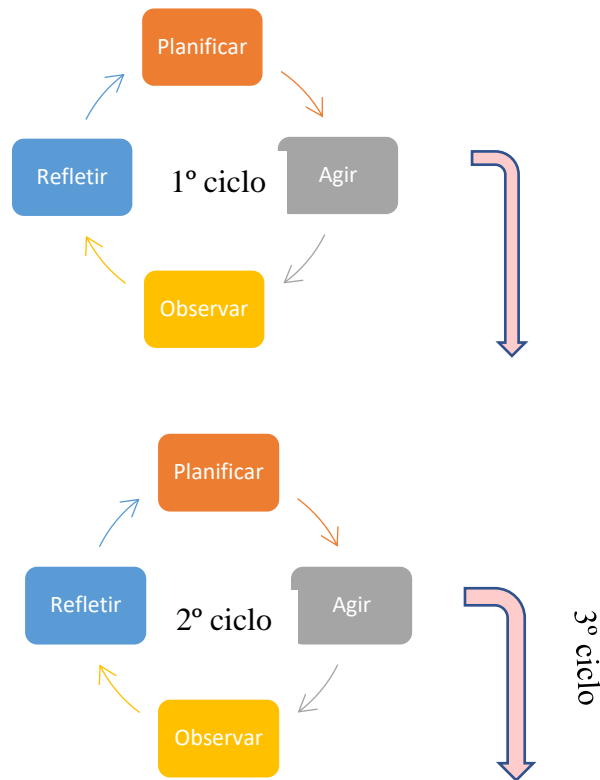 Planificar
Refletir
1º ciclo
Agir
Observar
Planificar
Refletir
2º ciclo
Agir
3º ciclo
Observar